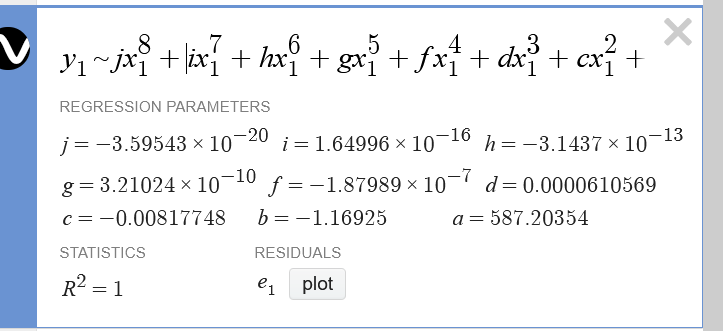 y₁ ~ jx₁⁸ + ix₁⁷ + hx₁⁶ + gx₁⁵ + fx₁⁴ + dx₁³ + cx₁² +
REGRESSION PARAMETERS
j = −3.59543 × 10⁻²⁰ i = 1.64996 × 10⁻¹⁶ h = −3.1437 × 10⁻¹³
g = 3.21024 × 10⁻¹⁰ f = −1.87989 × 10⁻⁷ d = 0.0000610569
c = −0.00817748 b = −1.16925 a = 587.20354
STATISTICS RESIDUALS
R² = 1 e₁ plot